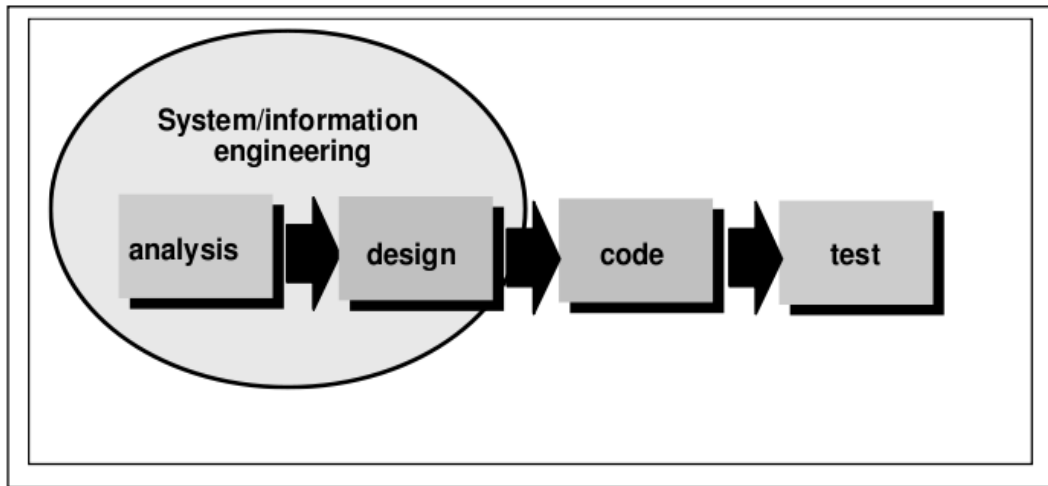 System/information
engineering
analysis
design
code
test